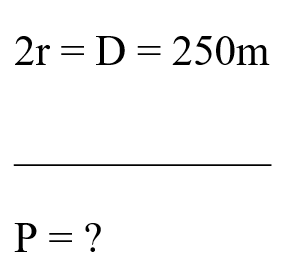 2r = D = 250m
P = ?